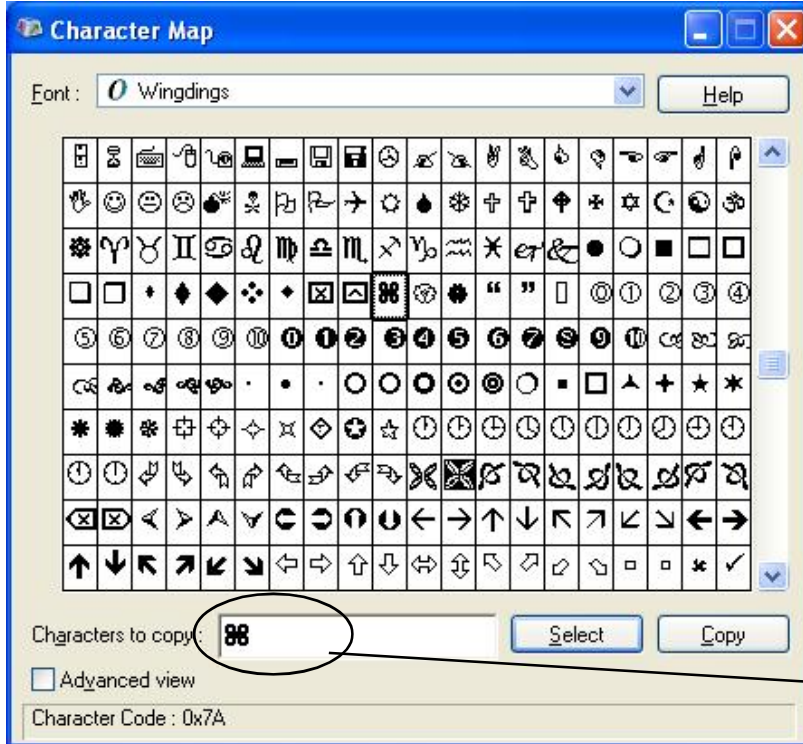 Character Map
Font : O Wingdings Help
⌘
Characters to copy : ⌘ Select Copy
Advanced view
Character Code : 0x7A